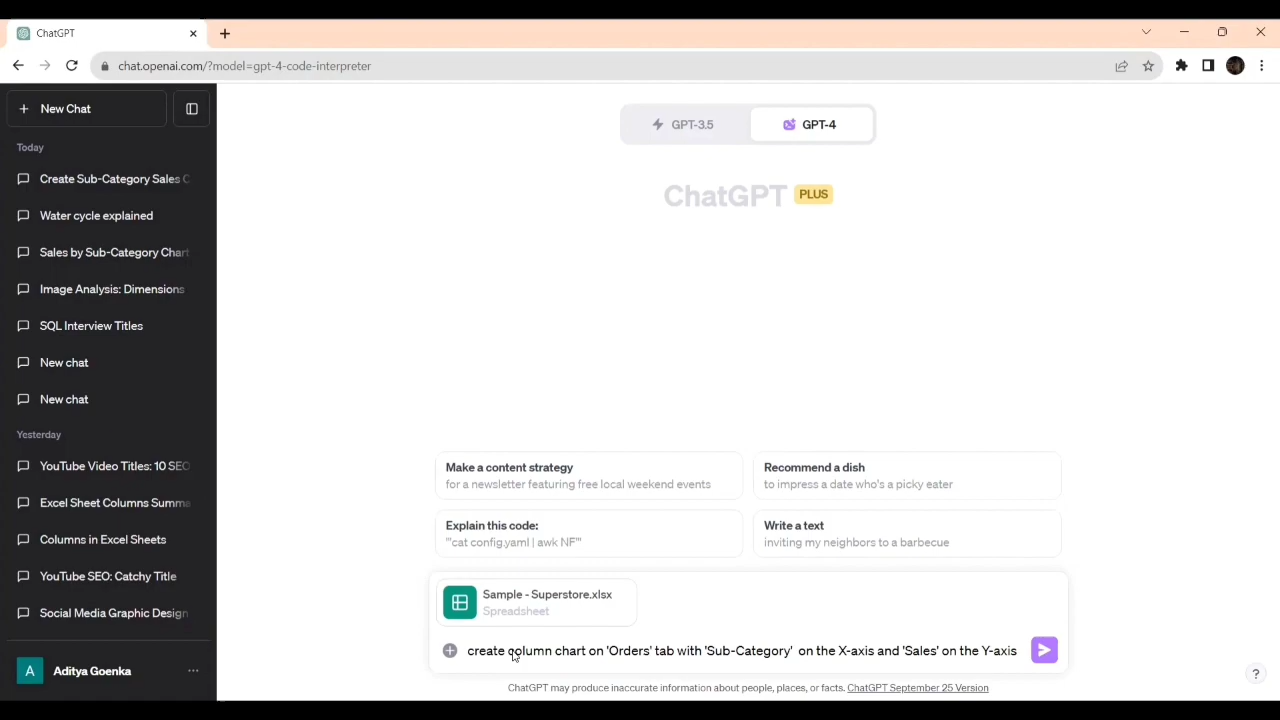 ChatGPT
chat.openai.com/?model=gpt-4-code-interpreter
New Chat
Today
Create Sub-Category Sales C
Water cycle explained
Sales by Sub-Category Chart
Image Analysis: Dimensions
SQL Interview Titles
New chat
New chat
Yesterday
YouTube Video Titles: 10 SEO
Excel Sheet Columns Summa
Columns in Excel Sheets
YouTube SEO: Catchy Title
Social Media Graphic Design
A Aditya Goenka
GPT-3.5 GPT-4
ChatGPT PLUS
Make a content strategy
for a newsletter featuring free local weekend events
Recommend a dish
to impress a date who's a picky eater
Explain this code:
"'cat config.yaml | awk NF'"
Write a text
inviting my neighbors to a barbecue
Sample - Superstore.xlsx
Spreadsheet
create column chart on 'Orders' tab with 'Sub-Category'  on the X-axis and 'Sales' on the Y-axis
ChatGPT may produce inaccurate information about people, places, or facts. ChatGPT September 25 Version
?